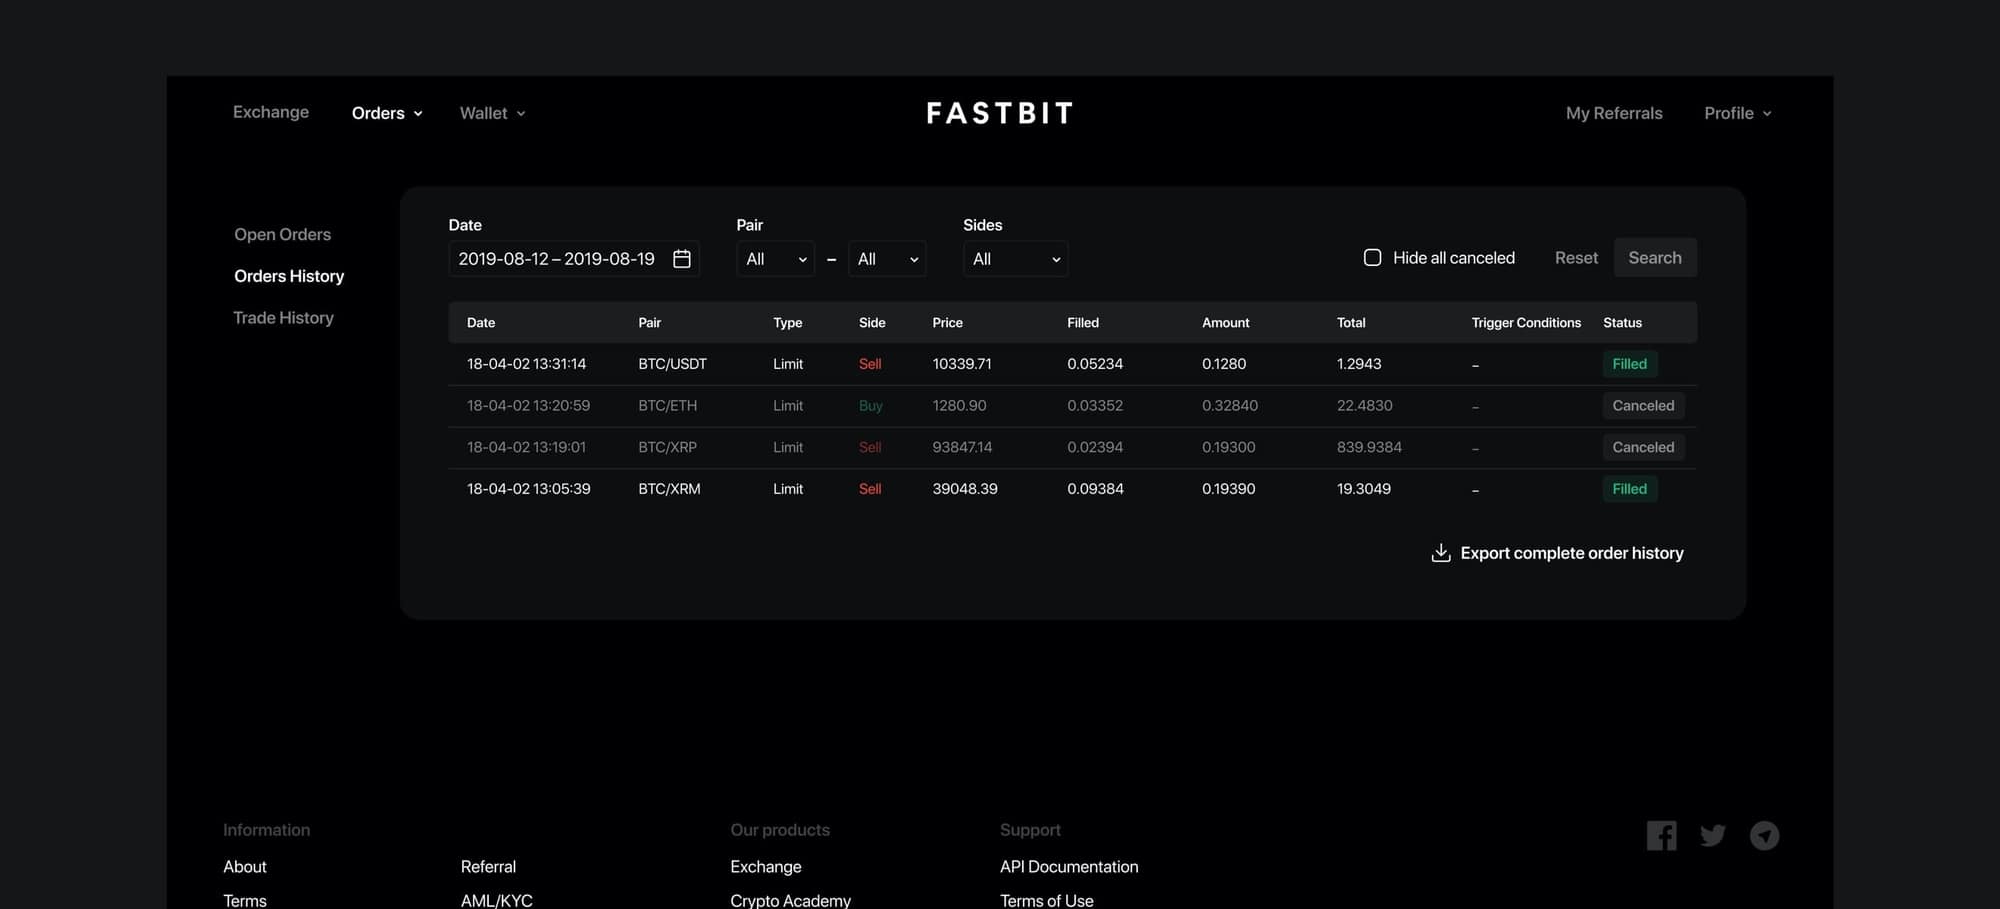 Exchange Orders Wallet FASTBIT My Referrals Profile
Open Orders
Orders History
Trade History
Date Pair Sides
2019-08-12 – 2019-08-19 All – All All Hide all canceled Reset Search
Date Pair Type Side Price Filled Amount Total Trigger Conditions Status
18-04-02 13:31:14 BTC/USDT Limit Sell 10339.71 0.05234 0.1280 1.2943 – Filled
18-04-02 13:20:59 BTC/ETH Limit Buy 1280.90 0.03352 0.32840 22.4830 – Canceled
18-04-02 13:19:01 BTC/XRP Limit Sell 93847.14 0.02394 0.19300 839.9384 – Canceled
18-04-02 13:05:39 BTC/XRM Limit Sell 39048.39 0.09384 0.19390 19.3049 – Filled
Export complete order history
Information Our products Support
About Referral Exchange API Documentation
Terms AML/KYC Crypto Academy Terms of Use